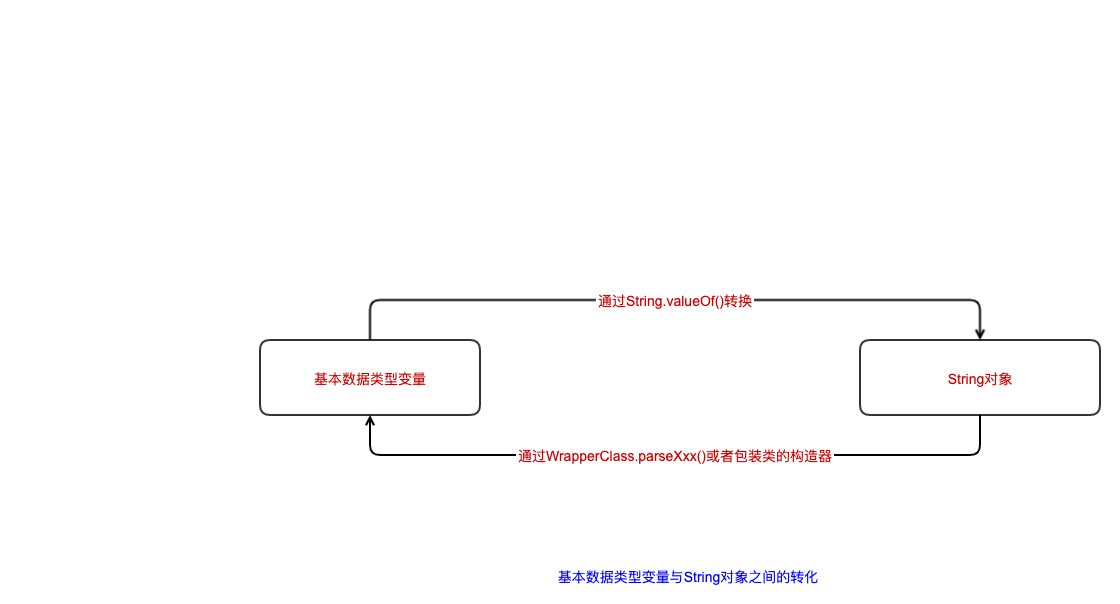 通过String.valueOf()转换
基本数据类型变量
String对象
通过WrapperClass.parseXxx()或者包装类的构造器
基本数据类型变量与String对象之间的转化